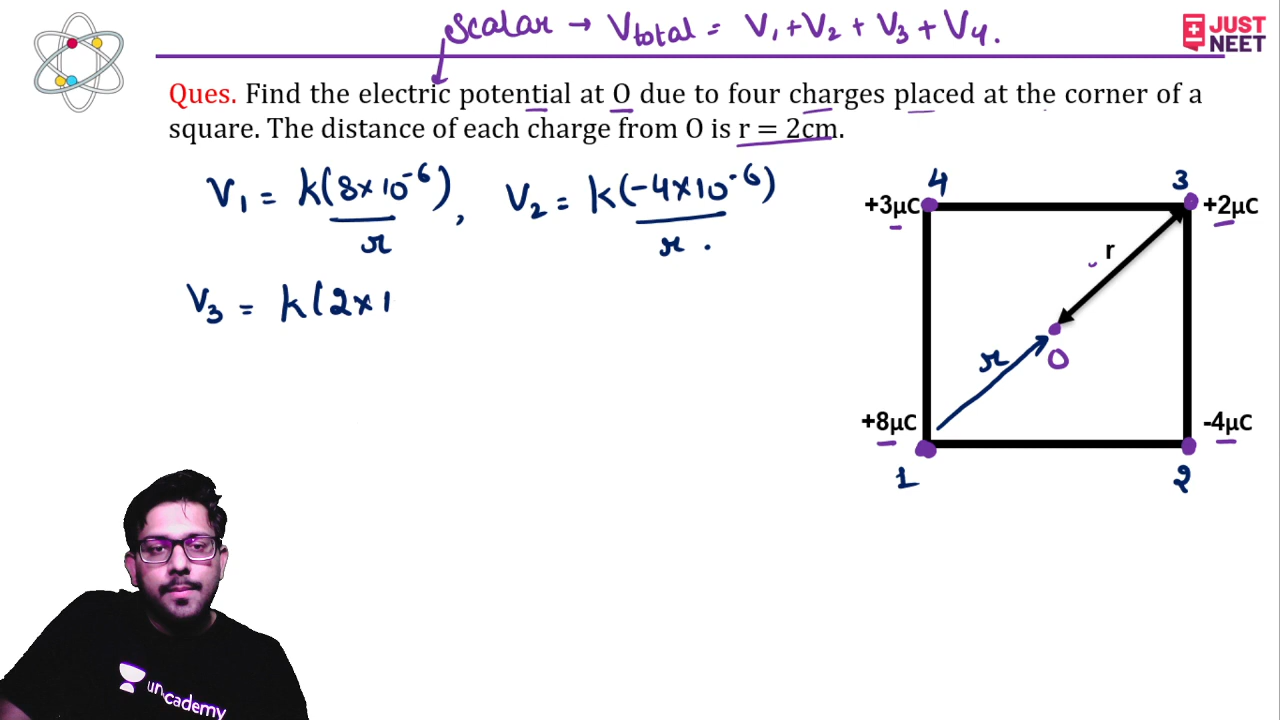 Scalar → Vtotal = V1 + V2 + V3 + V4.
JUST
NEET
Ques. Find the electric potential at O due to four charges placed at the corner of a
square. The distance of each charge from O is r = 2cm.
V1 = k(8×10^-6)/r , V2 = k(-4×10^-6)/r .
V3 = k(2×1
4 3
+3µC +2µC
r
r
O
+8µC -4µC
1 2
unacademy